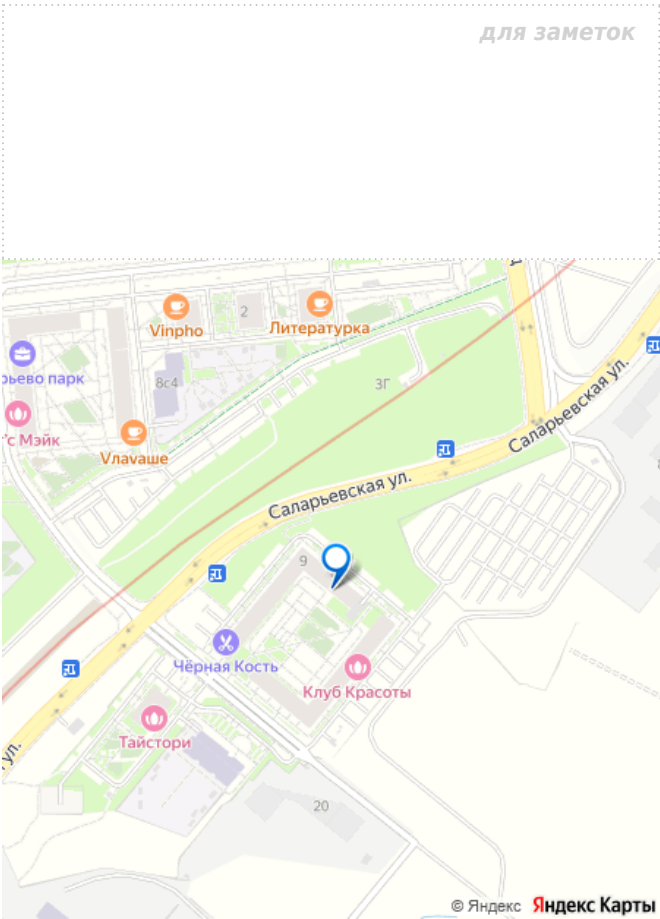 для заметок
Vinpho
2
Литературка
рьево парк
8с4
3Г
'с Мэйк
Vлаvаше
Саларьевская ул.
Саларьевская ул.
9
Чёрная Кость
Клуб Красоты
Тайстори
ул.
20
© Яндекс Яндекс Карты